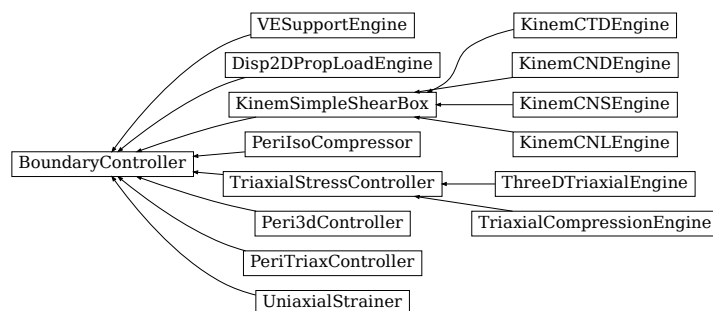 VESupportEngine
KinemCTDEngine
Disp2DPropLoadEngine
KinemCNDEngine
KinemSimpleShearBox
KinemCNSEngine
PeriIsoCompressor
KinemCNLEngine
BoundaryController
TriaxialStressController
ThreeDTriaxialEngine
Peri3dController
TriaxialCompressionEngine
PeriTriaxController
UniaxialStrainer